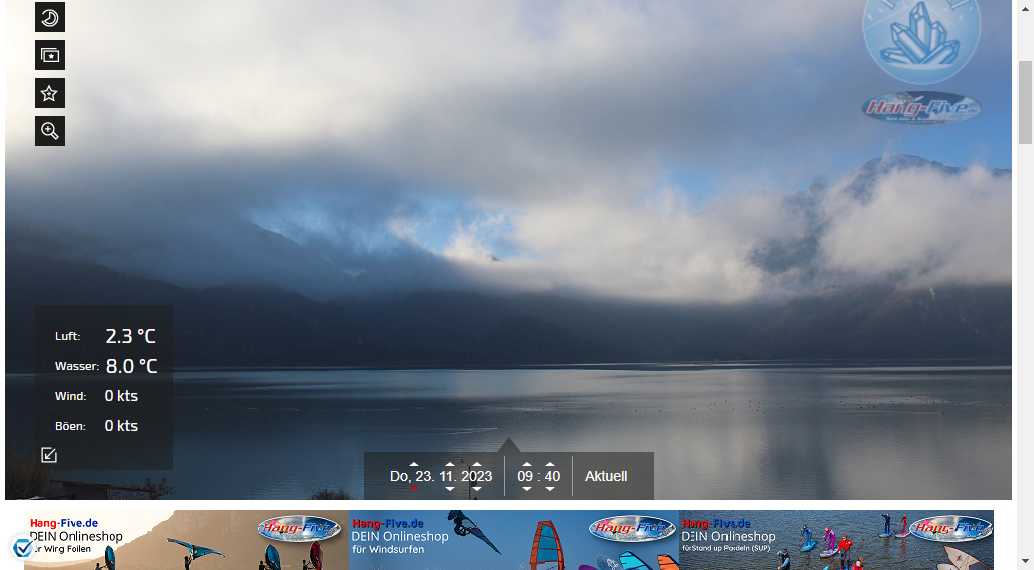 Hang-Five.de
Luft: 2.3 °C
Wasser: 8.0 °C
Wind: 0 kts
Böen: 0 kts
Do, 23. 11. 2023 09 : 40 Aktuell
Hang-Five.de
DEIN Onlineshop
für Wing Foilen
Hang-Five
Hang-Five.de
DEIN Onlineshop
für Windsurfen
Hang-Five
Hang-Five.de
DEIN Onlineshop
für Stand up Paddeln (SUP)
Hang-Five